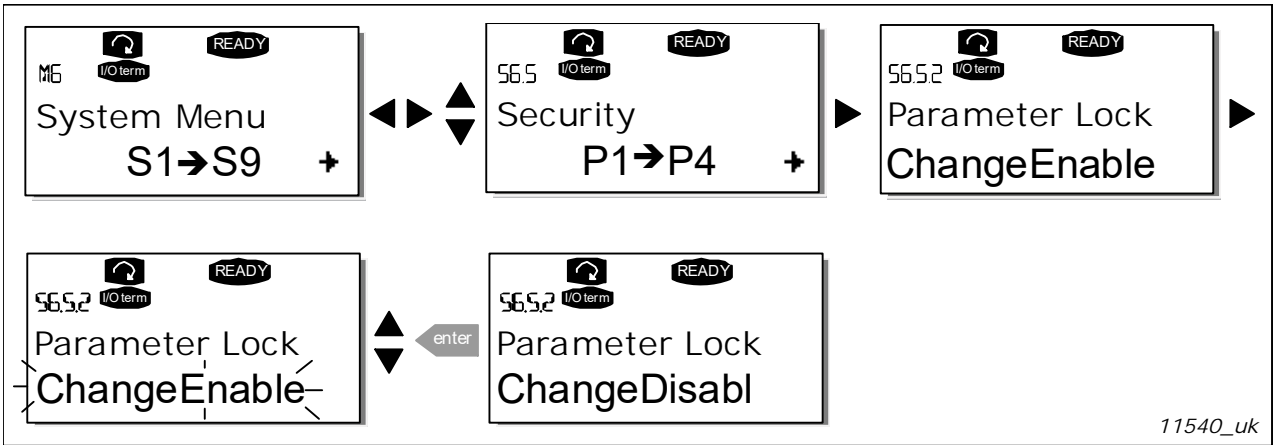 READY
M6 I/O term
System Menu
S1➔S9
READY
S6.5 I/O term
Security
P1➔P4
READY
S6.5.2 I/O term
Parameter Lock
ChangeEnable
READY
S6.5.2 I/O term
Parameter Lock
ChangeEnable
enter
READY
S6.5.2 I/O term
Parameter Lock
ChangeDisabl
11540_uk